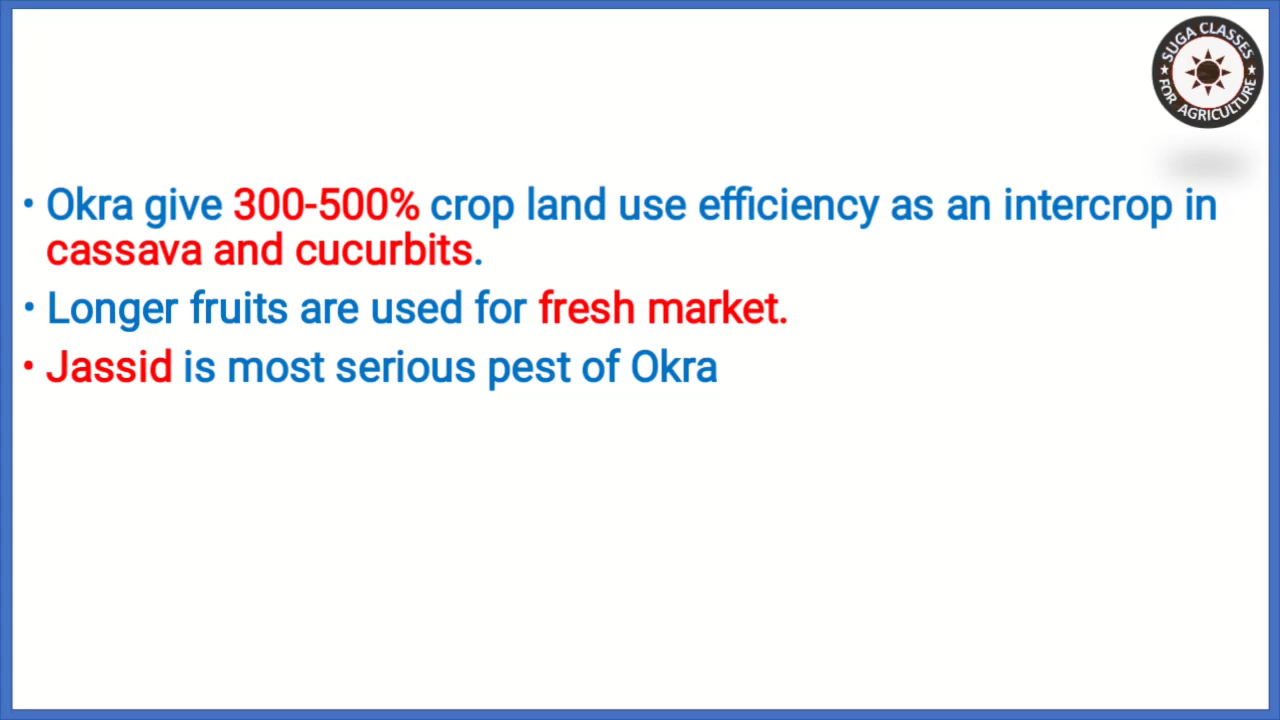 SUGA CLASSES
FOR AGRICULTURE
• Okra give 300-500% crop land use efficiency as an intercrop in
cassava and cucurbits.
• Longer fruits are used for fresh market.
• Jassid is most serious pest of Okra